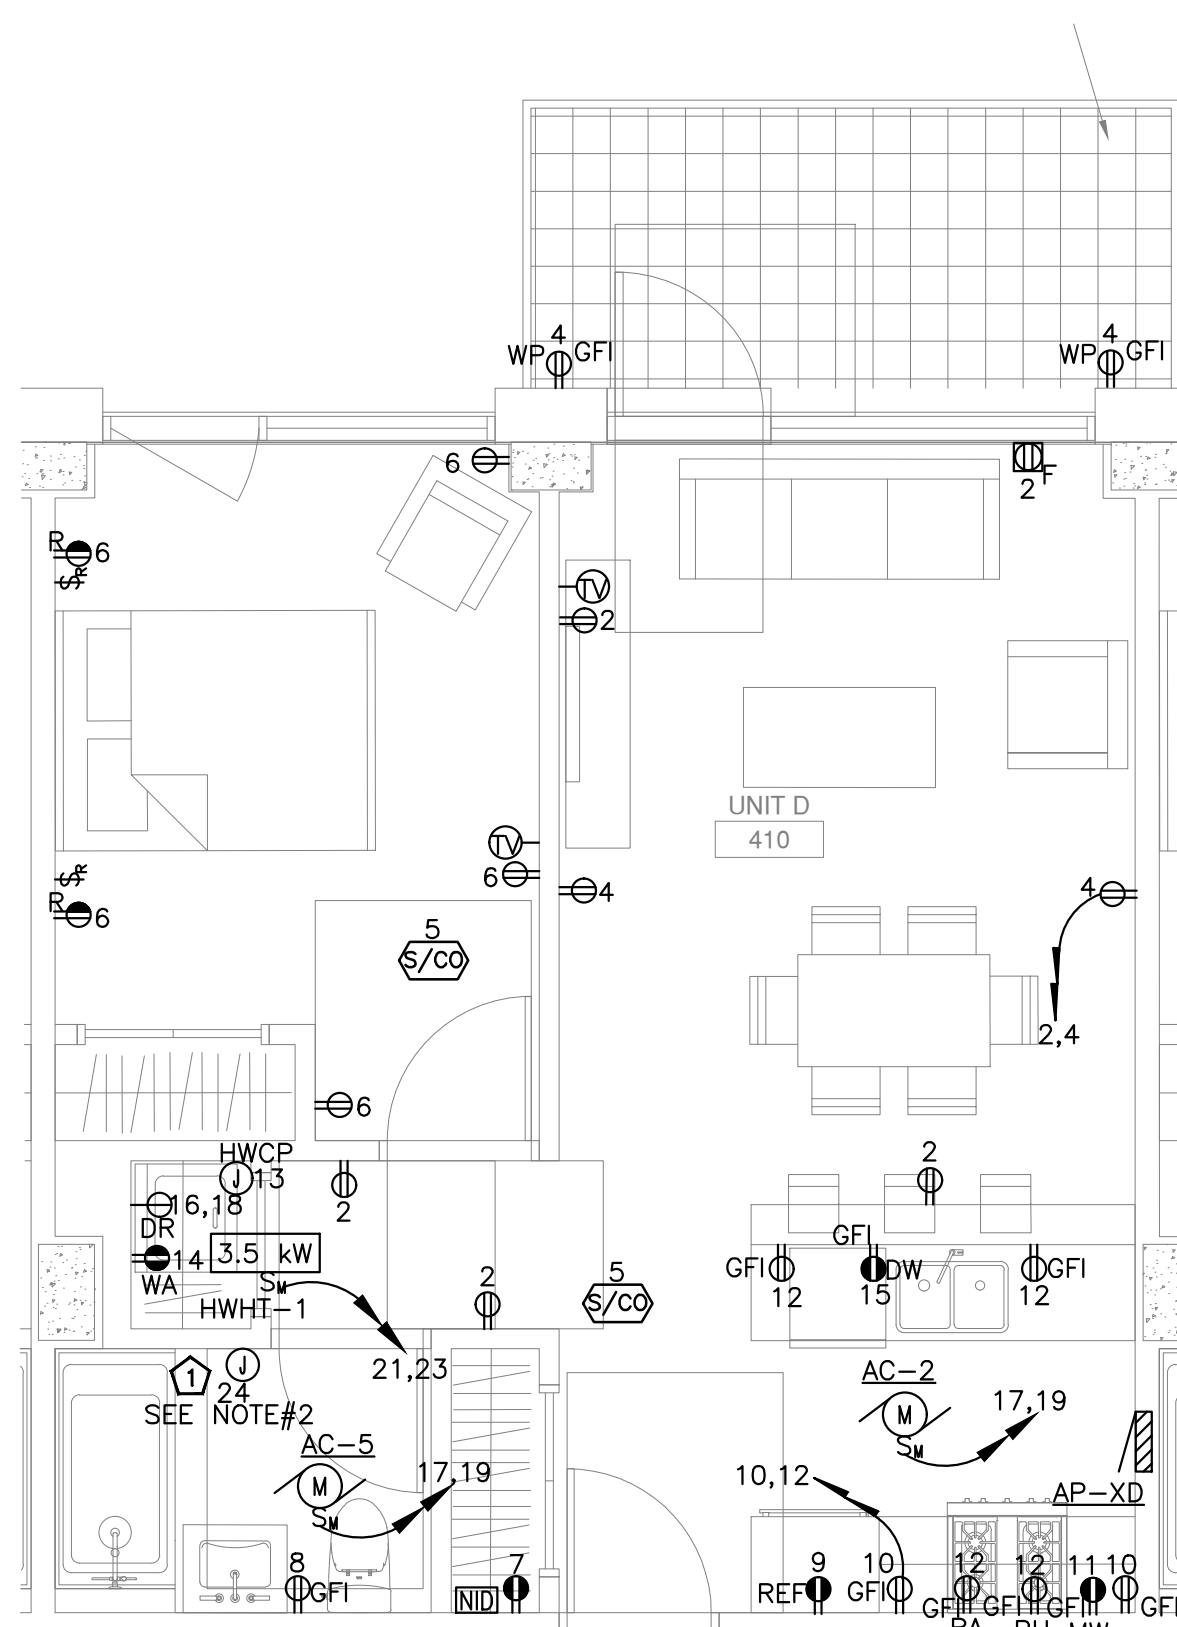 4
WP GFI
4
WP GFI
6
2 F
R 6
$R
TV
2
UNIT D
410
TV
6
4
4
$R
R 6
5
S/CO
2,4
6
HWCP
J 13
2
2
16,18
DR
14
WA
3.5 kW
SM
HWHT-1
2
5
S/CO
GFI
GFI
12
DW
15
GFI
12
21,23
1
J
24
SEE NOTE#2
AC-2
M
SM
17,19
AC-5
M
SM
17,19
10,12
AP-XD
8
GFI
7
NID
9
REF
10
GFI
12
GFI
12
GFI
11
GFI
10
GFI
RA
RH
MW